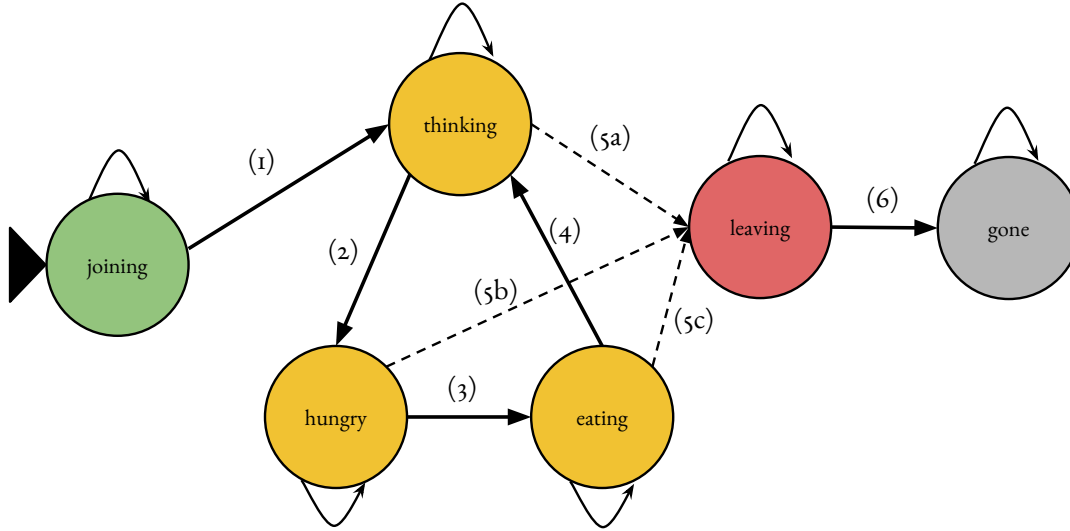 thinking
(1)
(5a)
joining
(2)
(4)
leaving
(6)
gone
(5b)
(5c)
hungry
(3)
eating